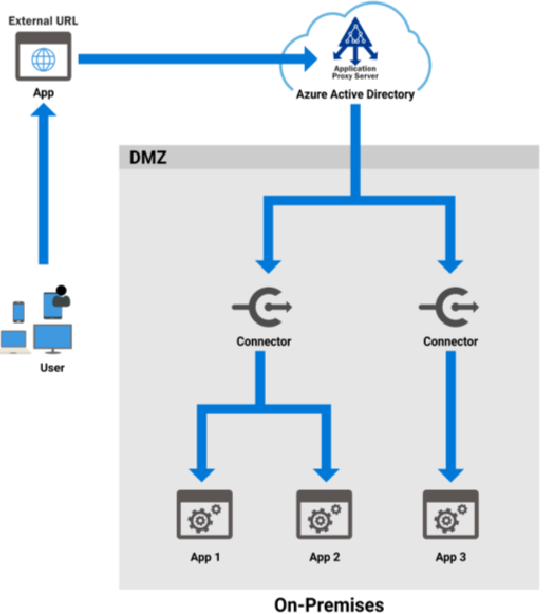 External URL
App
Application
Proxy Server
Azure Active Directory
DMZ
User
Connector
Connector
App 1
App 2
App 3
On-Premises